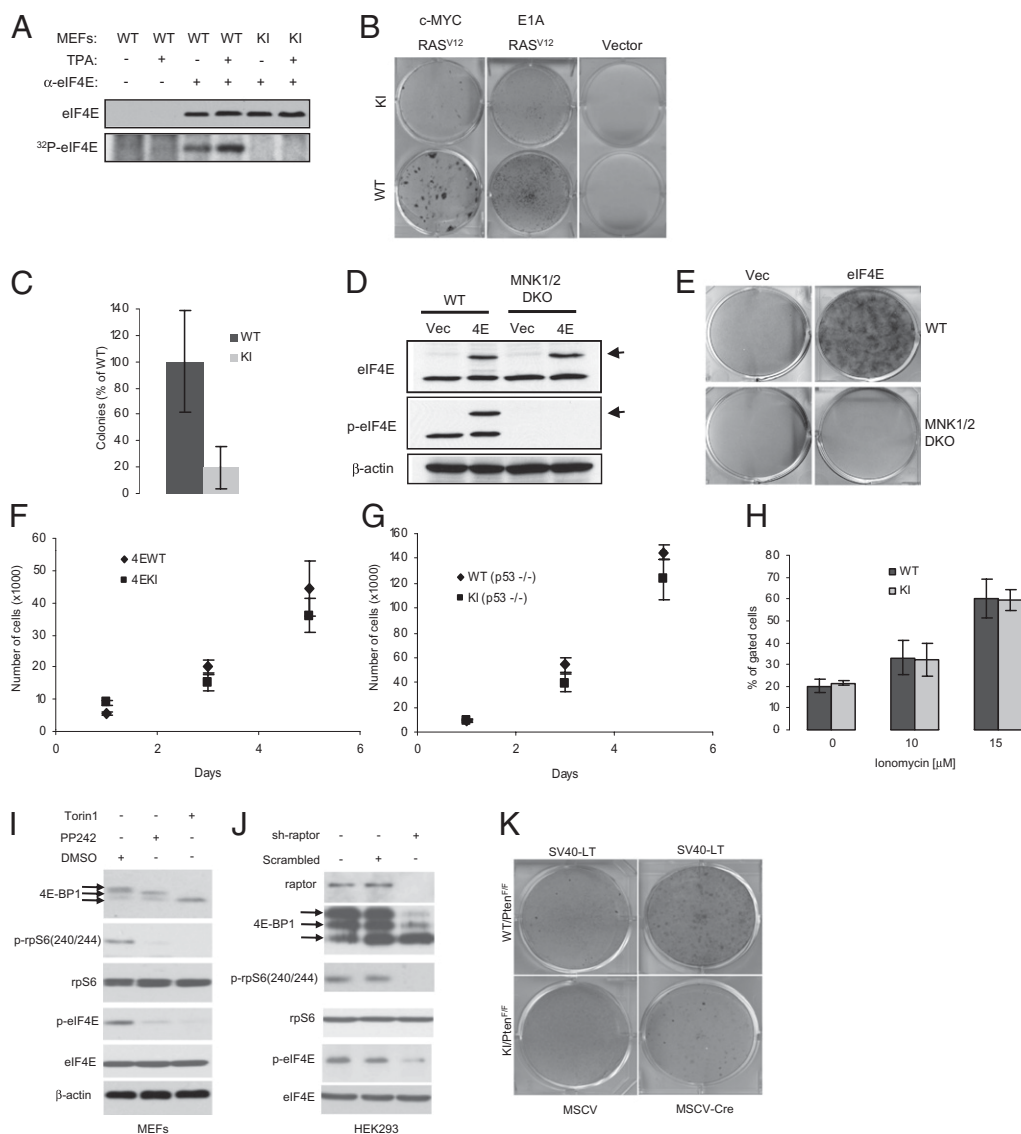 A
MEFs: WT WT WT WT KI KI
TPA: - + - + - +
α-eIF4E: - - + + + +
eIF4E
³²P-eIF4E
B
c-MYC E1A
RASV12 RASV12 Vector
KI
WT
C
Colonies (% of WT)
140
120
100
80
60
40
20
0
WT
KI
D
WT MNK1/2 DKO
Vec 4E Vec 4E
eIF4E
p-eIF4E
β-actin
E
Vec eIF4E
WT
MNK1/2
DKO
F
Number of cells (x1000)
60
50
40
30
20
10
0
4EWT
4EKI
0 2 4 6
Days
G
Number of cells (x1000)
160
140
120
100
80
60
40
20
0
WT (p53 -/-)
KI (p53 -/-)
0 2 4 6
Days
H
% of gated cells
80
70
60
50
40
30
20
10
0
WT
KI
0 10 15
Ionomycin [µM]
I
Torin1 - - +
PP242 - + -
DMSO + - -
4E-BP1
p-rpS6(240/244)
rpS6
p-eIF4E
eIF4E
β-actin
MEFs
J
sh-raptor - - +
Scrambled - + -
raptor
4E-BP1
p-rpS6(240/244)
rpS6
p-eIF4E
eIF4E
HEK293
K
SV40-LT SV40-LT
WT/PtenF/F
KI/PtenF/F
MSCV MSCV-Cre